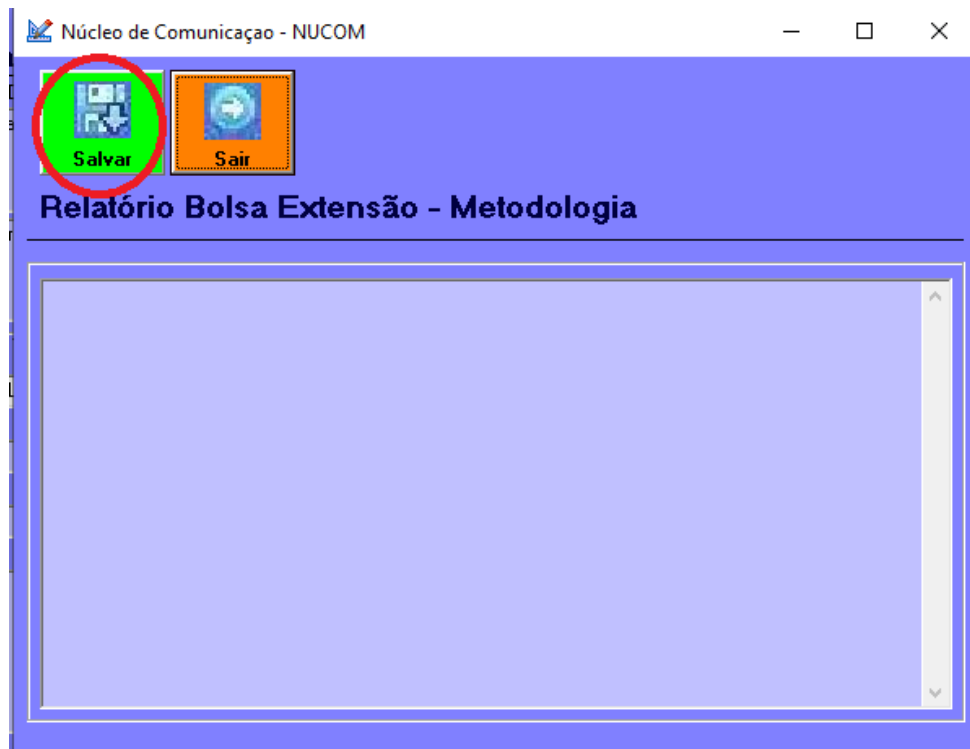 Núcleo de Comunicaçao - NUCOM
Salvar
Sair
Relatório Bolsa Extensão - Metodologia